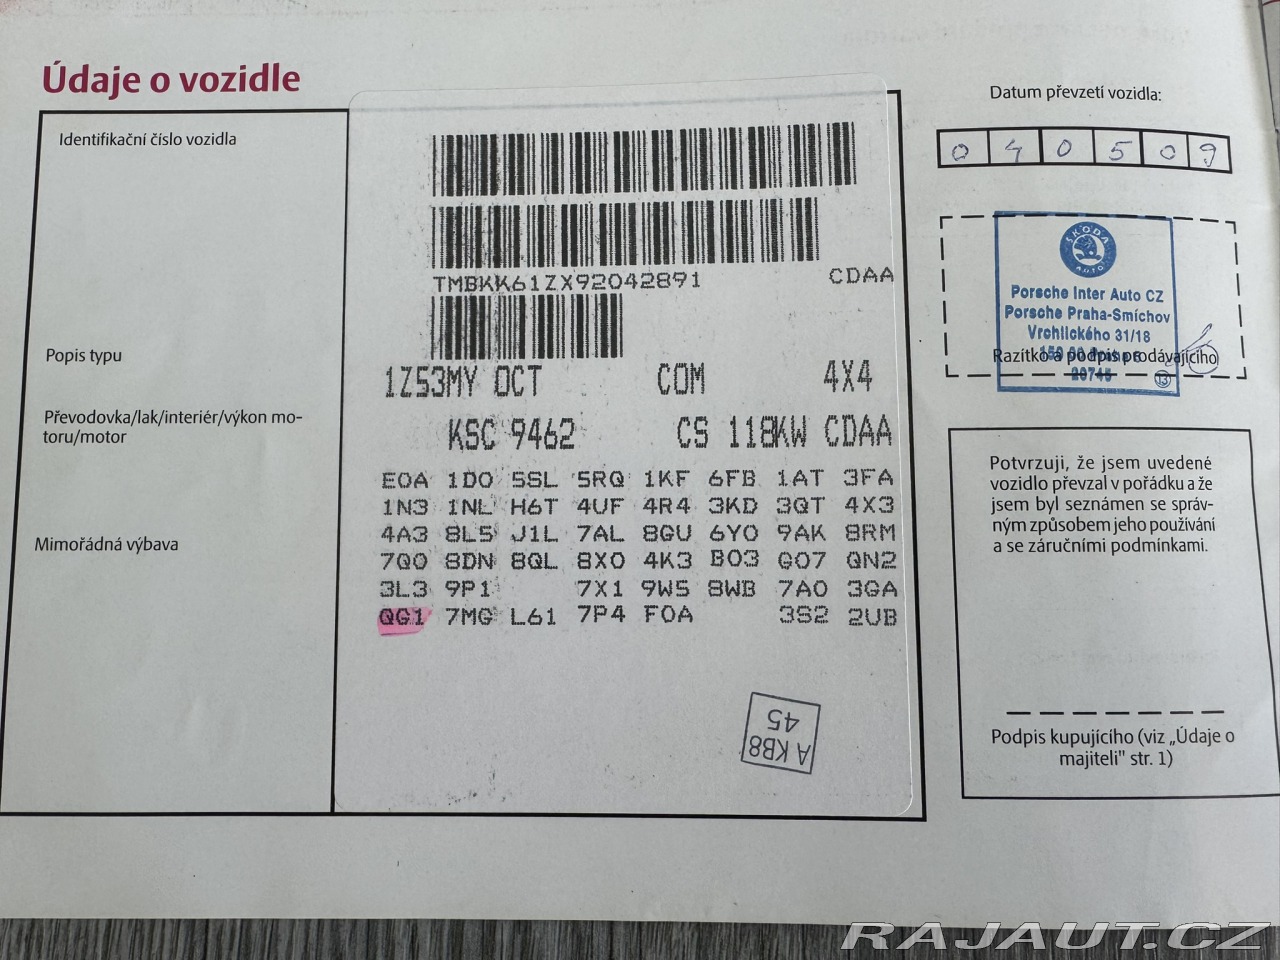 Údaje o vozidle
Identifikační číslo vozidla
TMBKK61ZX92042891 CDAA
Popis typu
1Z53MY OCT COM 4X4
Převodovka/lak/interiér/výkon mo-
toru/motor
KSC 9462 CS 118KW CDAA
Mimořádná výbava
E0A 1D0 5SL 5RQ 1KF 6FB 1AT 3FA
1N3 1NL H6T 4UF 4R4 3KD 3QT 4X3
4A3 8L5 J1L 7AL 8GU 6Y0 9AK 8RM
7Q0 8DN 8QL 8X0 4K3 B03 G07 QN2
3L3 9P1 7X1 9W5 8WB 7A0 3GA
QG1 7MG L61 7P4 F0A 3S2 2UB
A KB8
45
Datum převzetí vozidla:
040509
ŠKODA
AUTO
Porsche Inter Auto CZ
Porsche Praha-Smíchov
Vrchlického 31/18
Razítko a podpis prodávajícího
20745
13
Potvrzuji, že jsem uvedené
vozidlo převzal v pořádku a že
jsem byl seznámen se správ-
ným způsobem jeho používání
a se záručními podmínkami.
Podpis kupujícího (viz „Údaje o
majiteli" str. 1)
RAJAUT.CZ